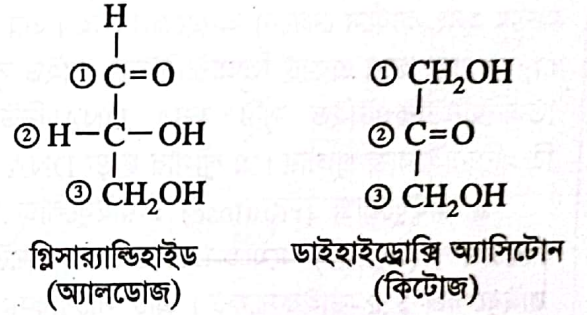 H
① C=O
② H—C—OH
③ CH₂OH
গ্লিসার‍্যাল্ডিহাইড
(অ্যালডোজ)
① CH₂OH
② C=O
③ CH₂OH
ডাইহাইড্রোক্সি অ্যাসিটোন
(কিটোজ)